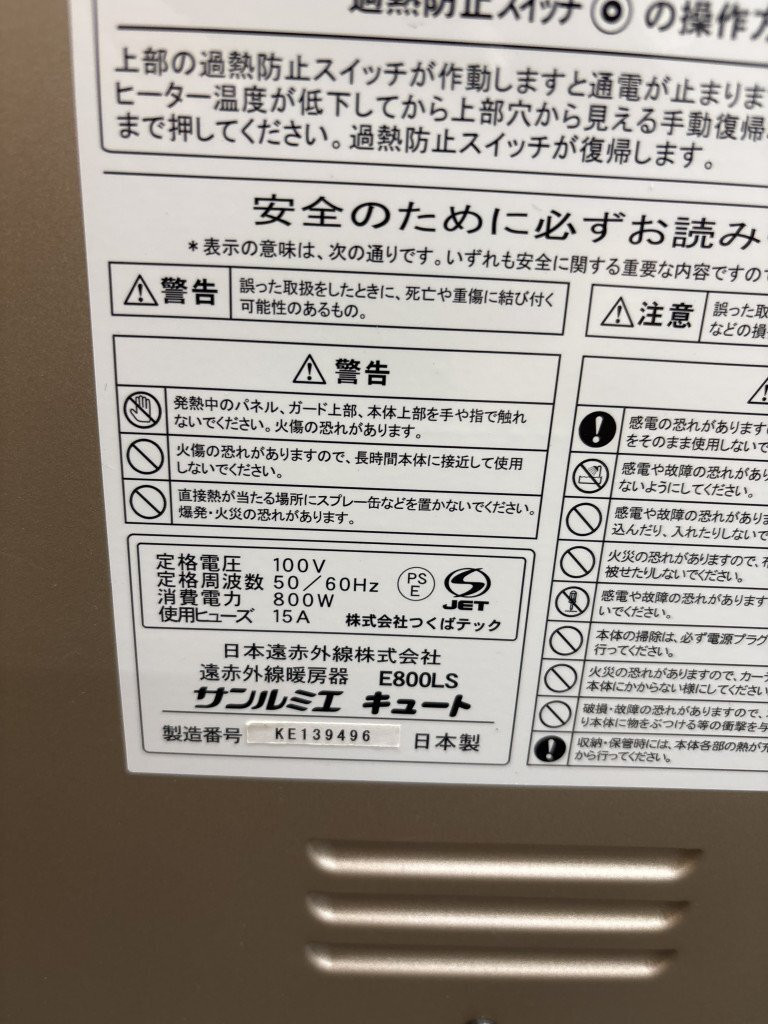 過熱防止スイッチ の操作方
上部の過熱防止スイッチが作動しますと通電が止まりま
ヒーター温度が低下してから上部穴から見える手動復帰
まで押してください。過熱防止スイッチが復帰します。
安全のために必ずお読み
*表示の意味は、次の通りです。いずれも安全に関する重要な内容ですので
警告
誤った取扱をしたときに、死亡や重傷に結び付く
可能性のあるもの。
注意
誤った取
などの損
警告
発熱中のパネル、ガード上部、本体上部を手や指で触れ
ないでください。火傷の恐れがあります。
火傷の恐れがありますので、長時間本体に接近して使用
しないでください。
直接熱が当たる場所にスプレー缶などを置かないでください。
爆発・火災の恐れがあります。
定格電圧 100V
定格周波数 50／60Hz
消費電力 800W
使用ヒューズ 15A
PS
E
JET
株式会社つくばテック
日本遠赤外線株式会社
遠赤外線暖房器 E800LS
サンルミエ キュート
製造番号 KE139496 日本製
感電の恐れがあります
をそのまま使用しないで
感電や故障の恐れがあり
ないようにしてください。
感電や故障の恐れがありま
込んだり、入れたりしないで
火災の恐れがありますので、
被せたりしないでください。
感電や故障の恐れがあります
いでください。
本体の掃除は、必ず電源プラグ
行ってください。
火災の恐れがありますので、カーテ
本体にかからない様にしてください
破損・故障の恐れがありますので、
り本体に物をぶつける等の衝撃を与
収納・保管時には、本体各部の熱が
から行ってください。